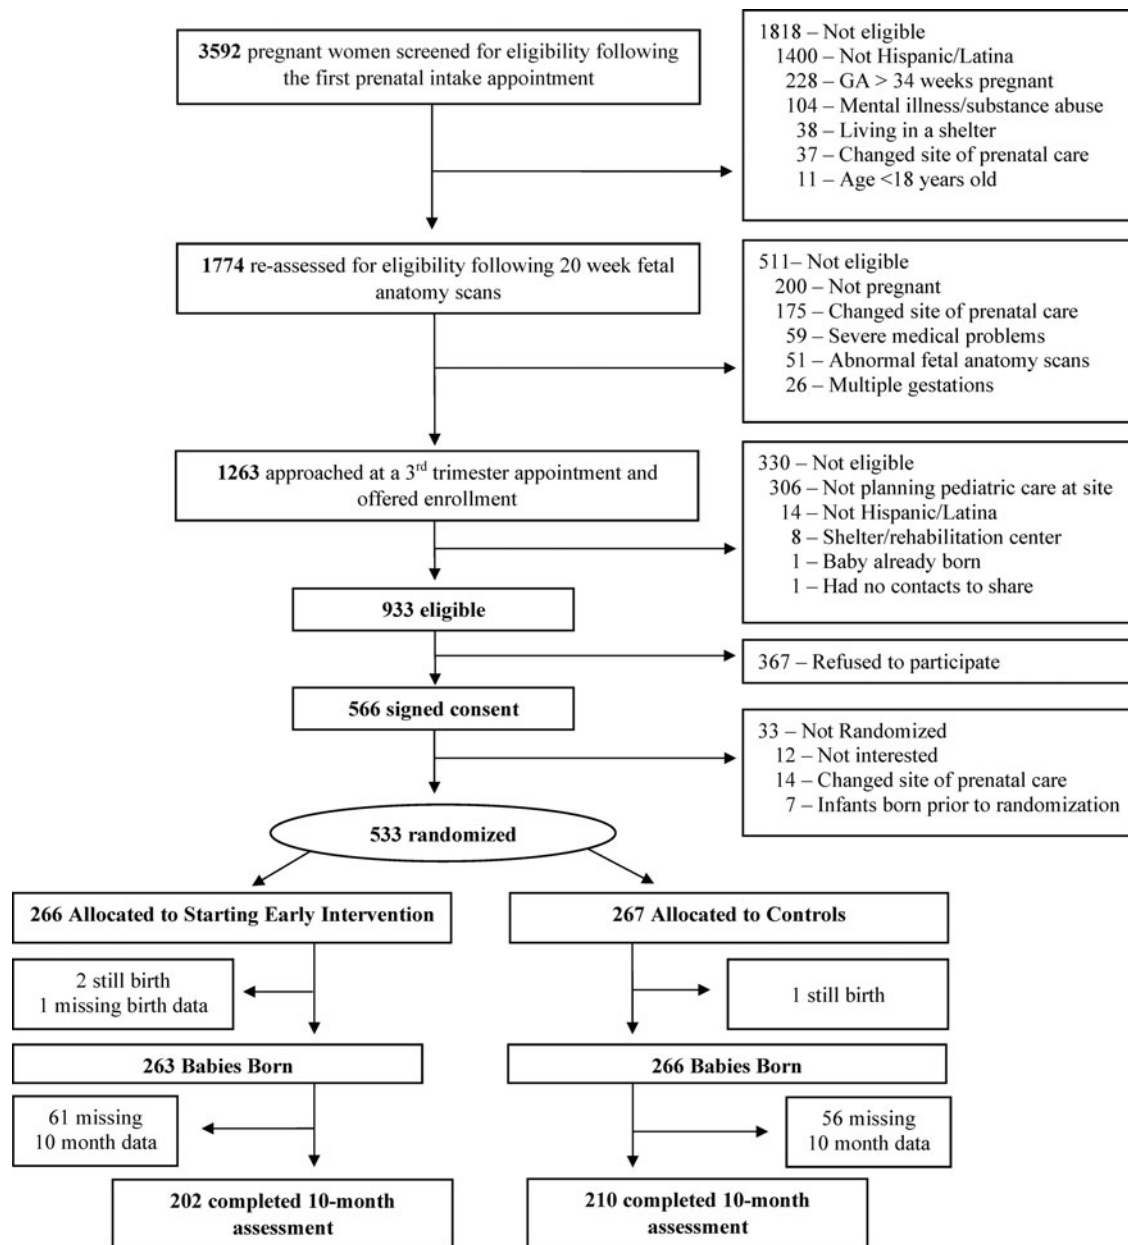 3592 pregnant women screened for eligibility following
the first prenatal intake appointment
1818 – Not eligible
1400 – Not Hispanic/Latina
228 – GA > 34 weeks pregnant
104 – Mental illness/substance abuse
38 – Living in a shelter
37 – Changed site of prenatal care
11 – Age <18 years old
1774 re-assessed for eligibility following 20 week fetal
anatomy scans
511– Not eligible
200 – Not pregnant
175 – Changed site of prenatal care
59 – Severe medical problems
51 – Abnormal fetal anatomy scans
26 – Multiple gestations
1263 approached at a 3rd trimester appointment and
offered enrollment
330 – Not eligible
306 – Not planning pediatric care at site
14 – Not Hispanic/Latina
8 – Shelter/rehabilitation center
1 – Baby already born
1 – Had no contacts to share
933 eligible
367 – Refused to participate
566 signed consent
33 – Not Randomized
12 – Not interested
14 – Changed site of prenatal care
7 – Infants born prior to randomization
533 randomized
266 Allocated to Starting Early Intervention
267 Allocated to Controls
2 still birth
1 missing birth data
1 still birth
263 Babies Born
266 Babies Born
61 missing
10 month data
56 missing
10 month data
202 completed 10-month
assessment
210 completed 10-month
assessment